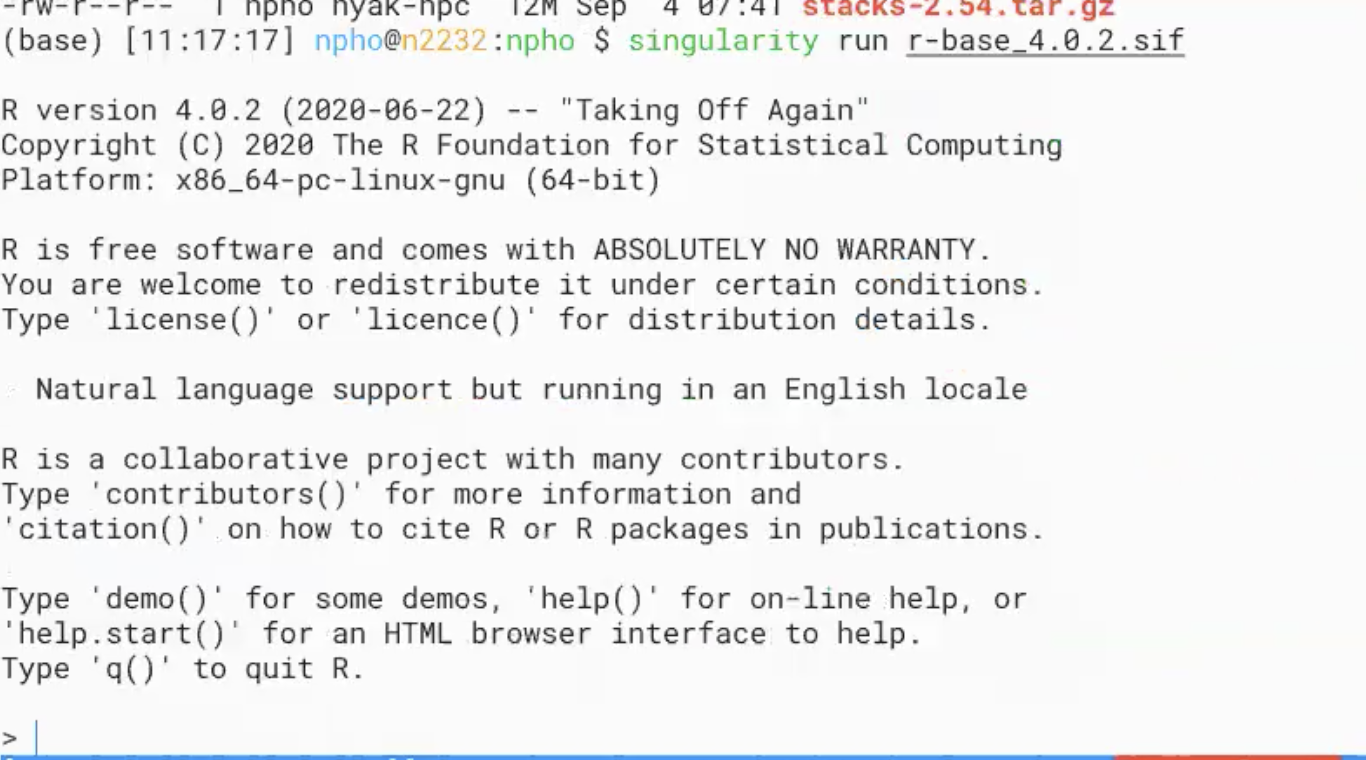 -rw-r--r-- 1 npho hyak-hpc 12M Sep 4 07:41 stacks-2.54.tar.gz
(base) [11:17:17] npho@n2232:npho $ singularity run r-base_4.0.2.sif
R version 4.0.2 (2020-06-22) -- "Taking Off Again"
Copyright (C) 2020 The R Foundation for Statistical Computing
Platform: x86_64-pc-linux-gnu (64-bit)
R is free software and comes with ABSOLUTELY NO WARRANTY.
You are welcome to redistribute it under certain conditions.
Type 'license()' or 'licence()' for distribution details.
Natural language support but running in an English locale
R is a collaborative project with many contributors.
Type 'contributors()' for more information and
'citation()' on how to cite R or R packages in publications.
Type 'demo()' for some demos, 'help()' for on-line help, or
'help.start()' for an HTML browser interface to help.
Type 'q()' to quit R.
>